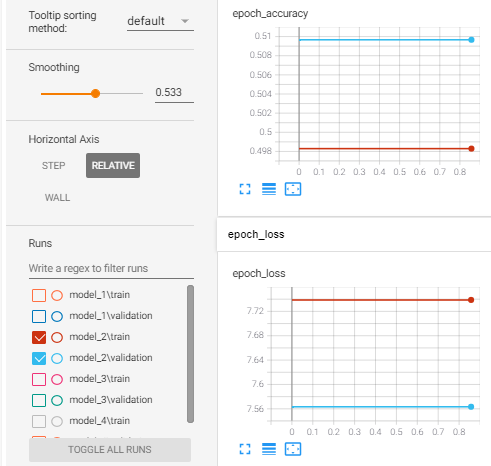 Tooltip sorting
method:
default
Smoothing
0.533
Horizontal Axis
STEP
RELATIVE
WALL
Runs
Write a regex to filter runs
model_1\train
model_1\validation
model_2\train
model_2\validation
model_3\train
model_3\validation
model_4\train
TOGGLE ALL RUNS
epoch_accuracy
0.51
0.508
0.506
0.504
0.502
0.5
0.498
0 0.1 0.2 0.3 0.4 0.5 0.6 0.7 0.8
epoch_loss
epoch_loss
7.72
7.68
7.64
7.6
7.56
0 0.1 0.2 0.3 0.4 0.5 0.6 0.7 0.8